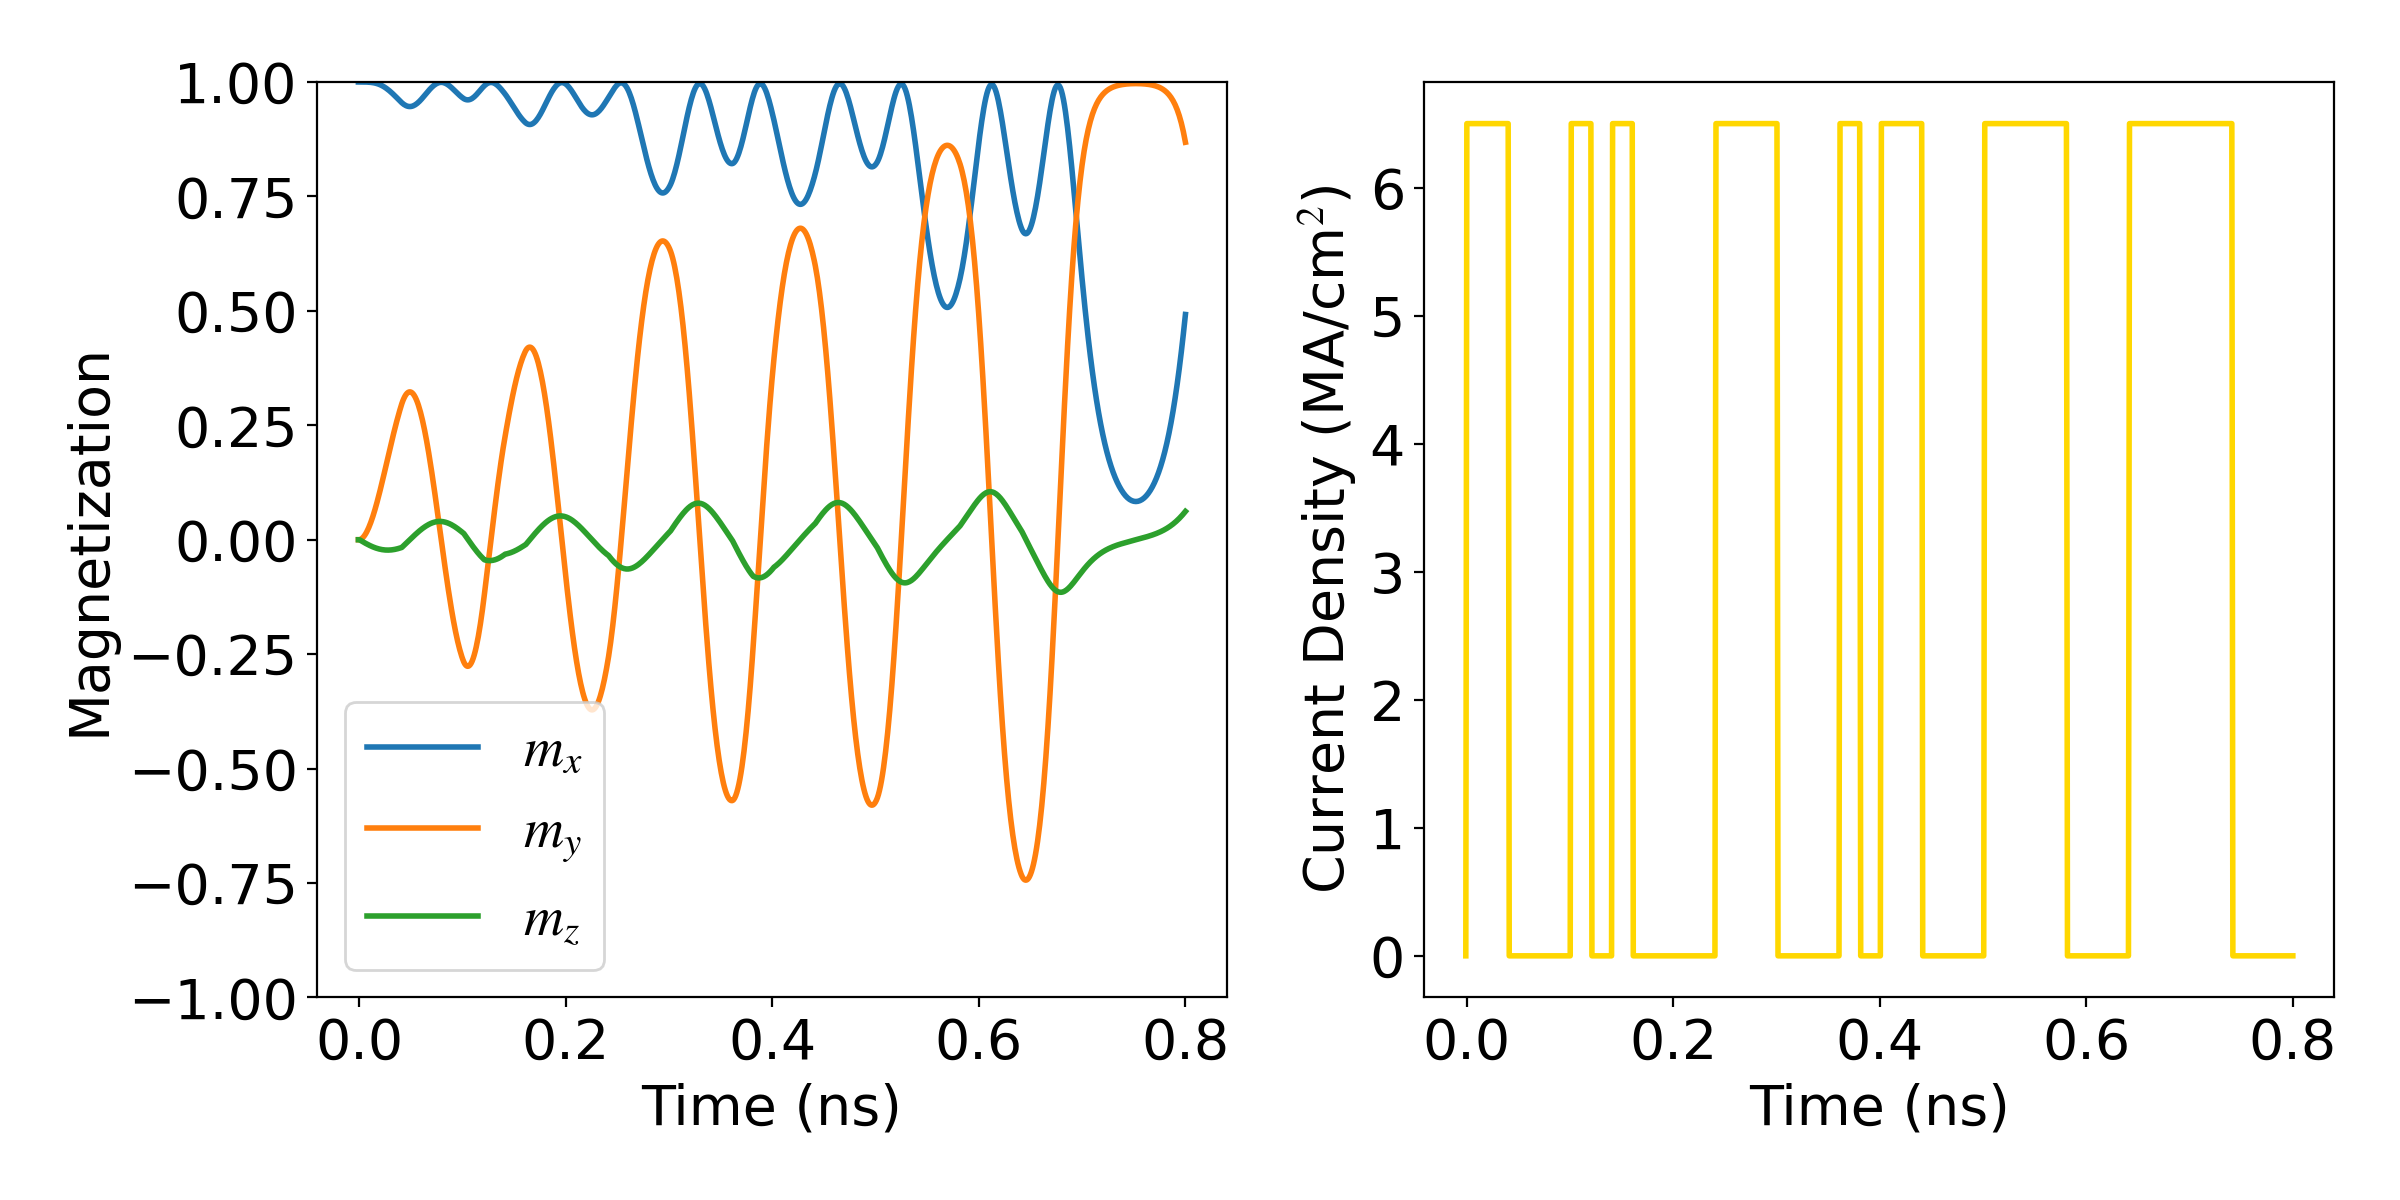 1.00
0.75
0.50
0.25
0.00
−0.25
−0.50
−0.75
−1.00
Magnetization
m_x
m_y
m_z
0.0 0.2 0.4 0.6 0.8
Time (ns)
6
5
4
3
2
1
0
Current Density (MA/cm²)
0.0 0.2 0.4 0.6 0.8
Time (ns)